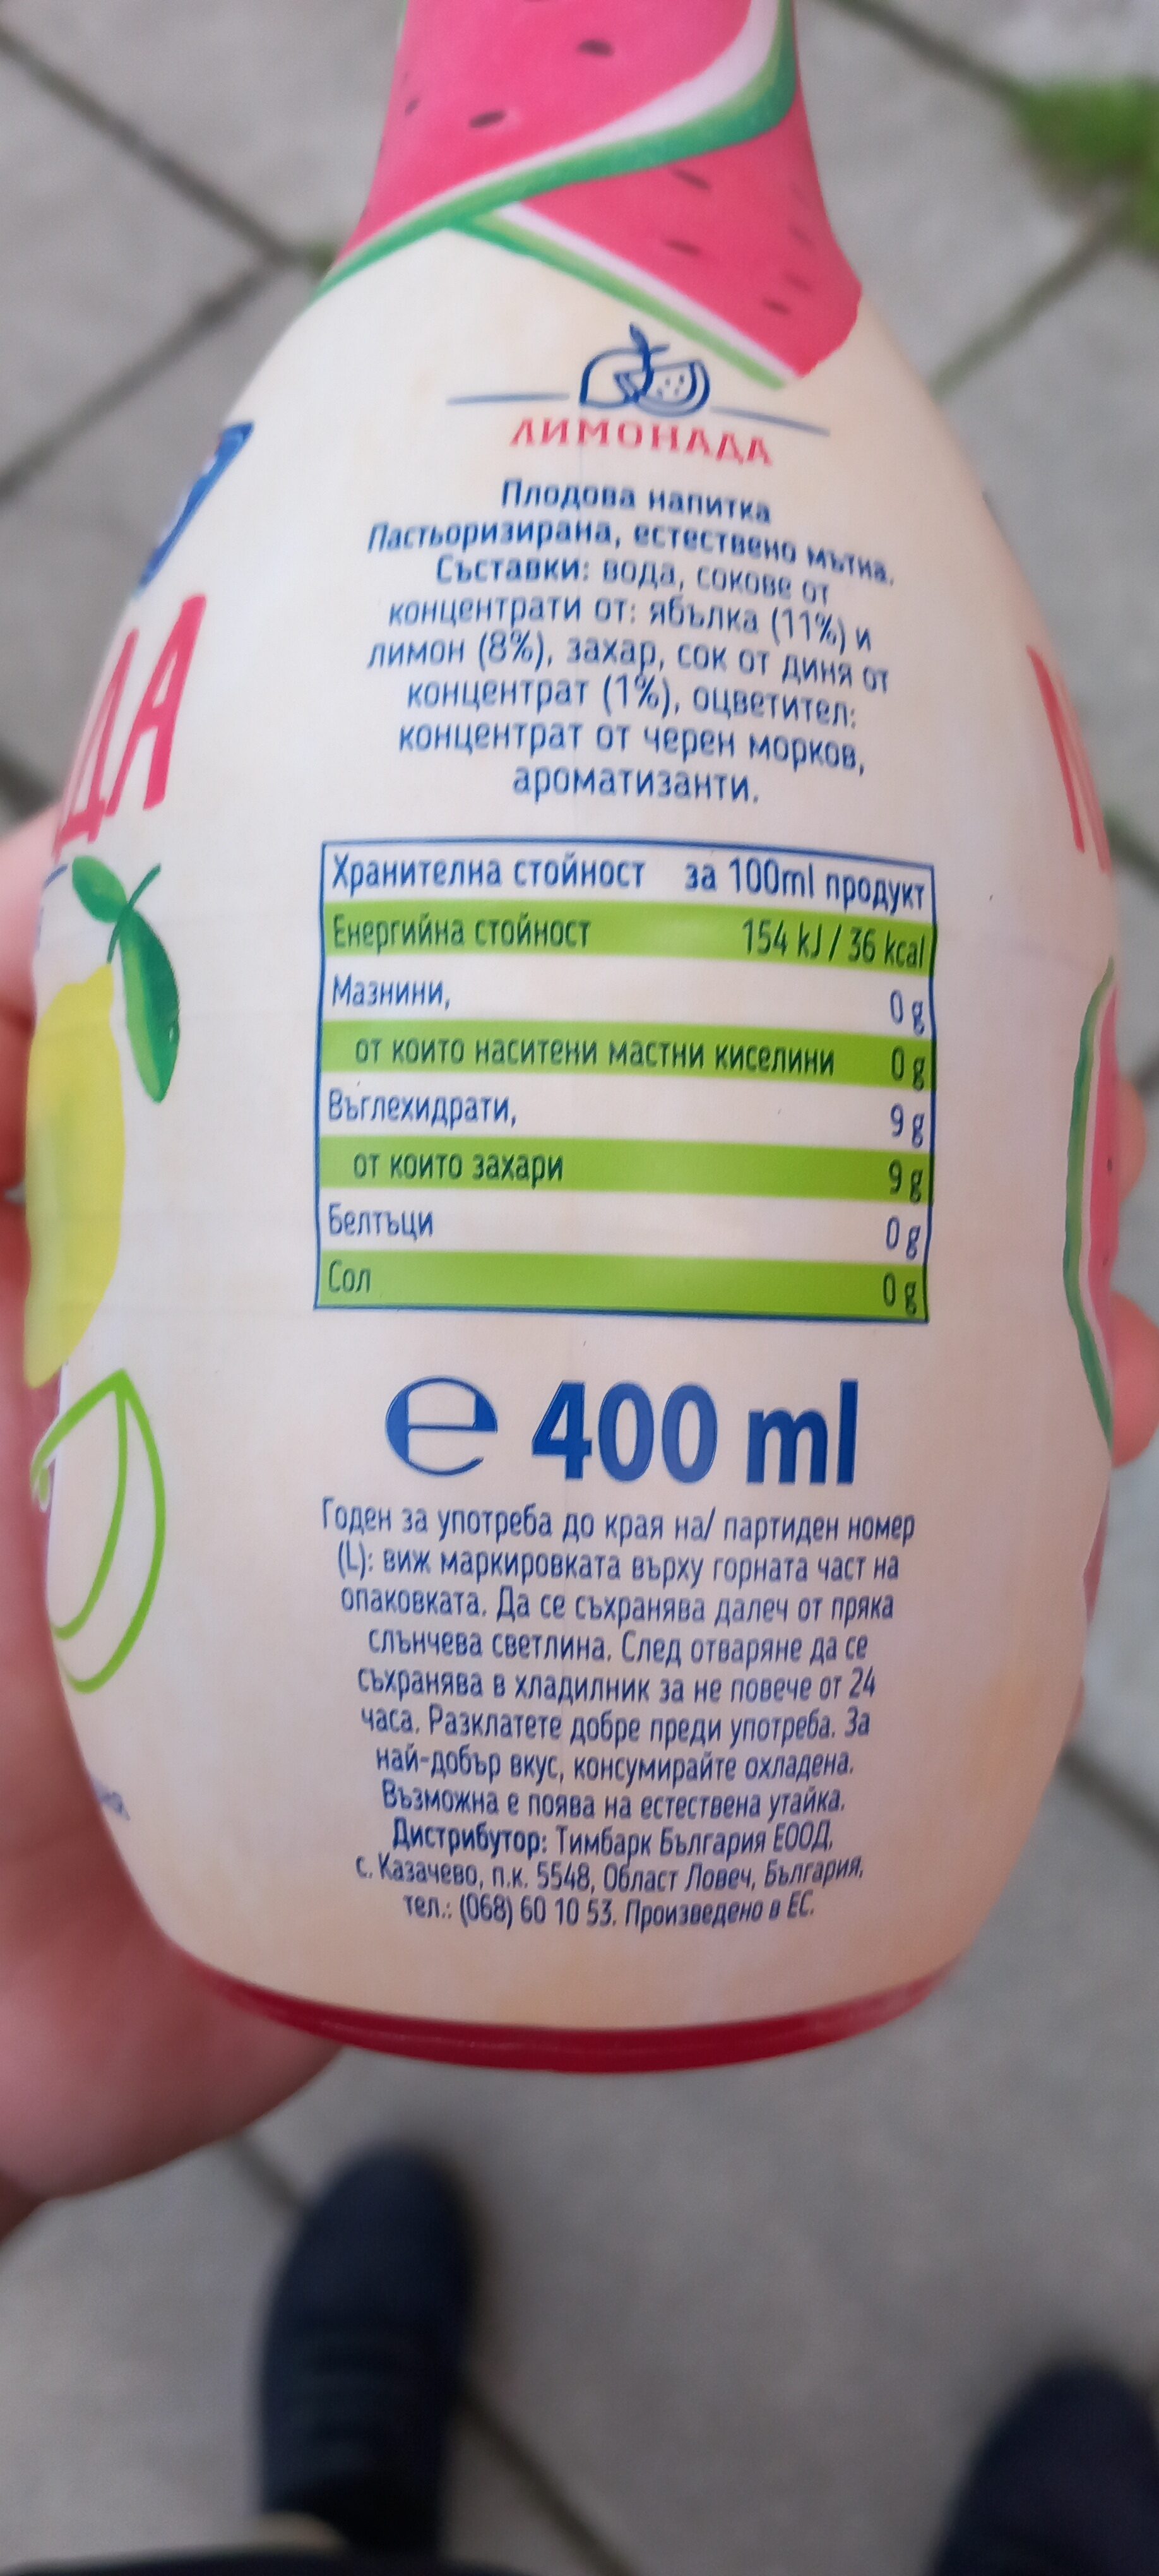 ЛИМОНАДА
Плодова напитка
Пастьоризирана, естествено мътна.
Съставки: вода, сокове от
концентрати от: ябълка (11%) и
лимон (8%), захар, сок от диня от
концентрат (1%), оцветител:
концентрат от черен морков,
ароматизанти.
ДА
Хранителна стойност за 100ml продукт
Енергийна стойност 154 kJ / 36 kcal
Мазнини, 0 g
от които наситени мастни киселини 0 g
Въглехидрати, 9 g
от които захари 9 g
Белтъци 0 g
Сол 0 g
e 400 ml
Годен за употреба до края на/ партиден номер
(L): виж маркировката върху горната част на
опаковката. Да се съхранява далеч от пряка
слънчева светлина. След отваряне да се
съхранява в хладилник за не повече от 24
часа. Разклатете добре преди употреба. За
най-добър вкус, консумирайте охладена.
Възможна е поява на естествена утайка.
Дистрибутор: Тимбарк България ЕООД,
с. Казачево, п.к. 5548, Област Ловеч, България,
тел.: (068) 60 10 53. Произведено в ЕС.